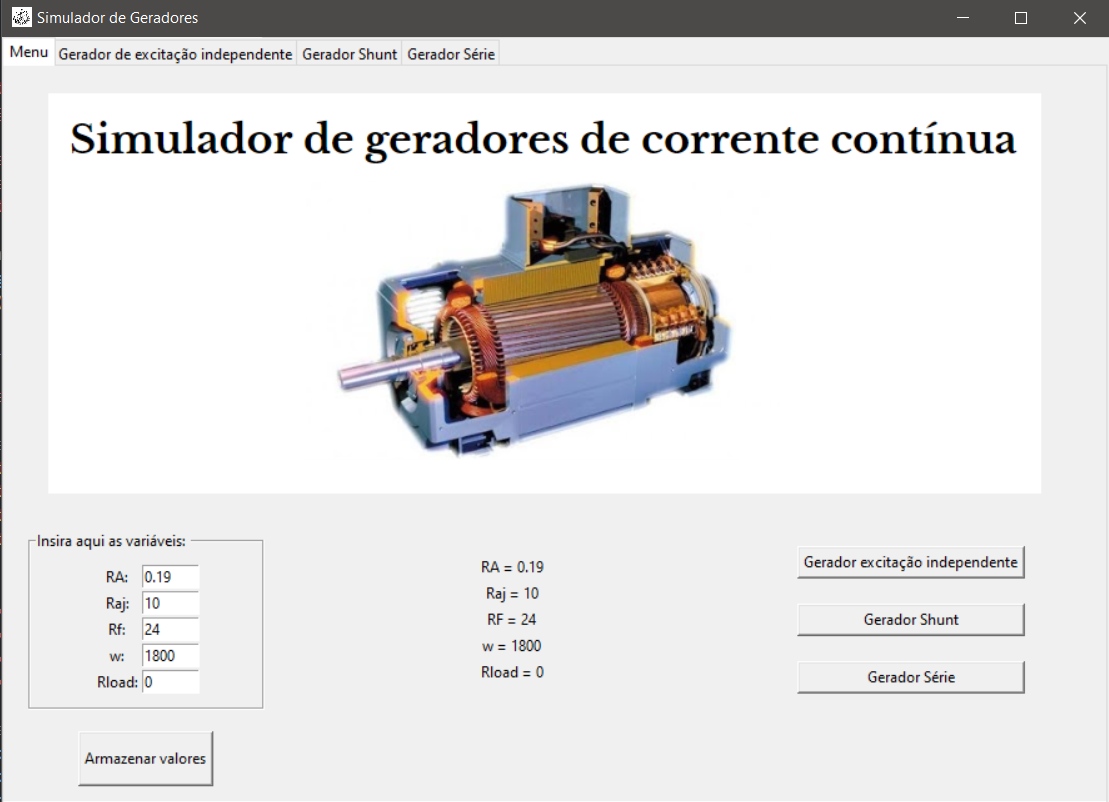 Simulador de Geradores
Menu
Gerador de excitação independente
Gerador Shunt
Gerador Série
Simulador de geradores de corrente contínua
Insira aqui as variáveis:
RA: 0.19
Raj: 10
Rf: 24
w: 1800
Rload: 0
Armazenar valores
RA = 0.19
Raj = 10
RF = 24
w = 1800
Rload = 0
Gerador excitação independente
Gerador Shunt
Gerador Série